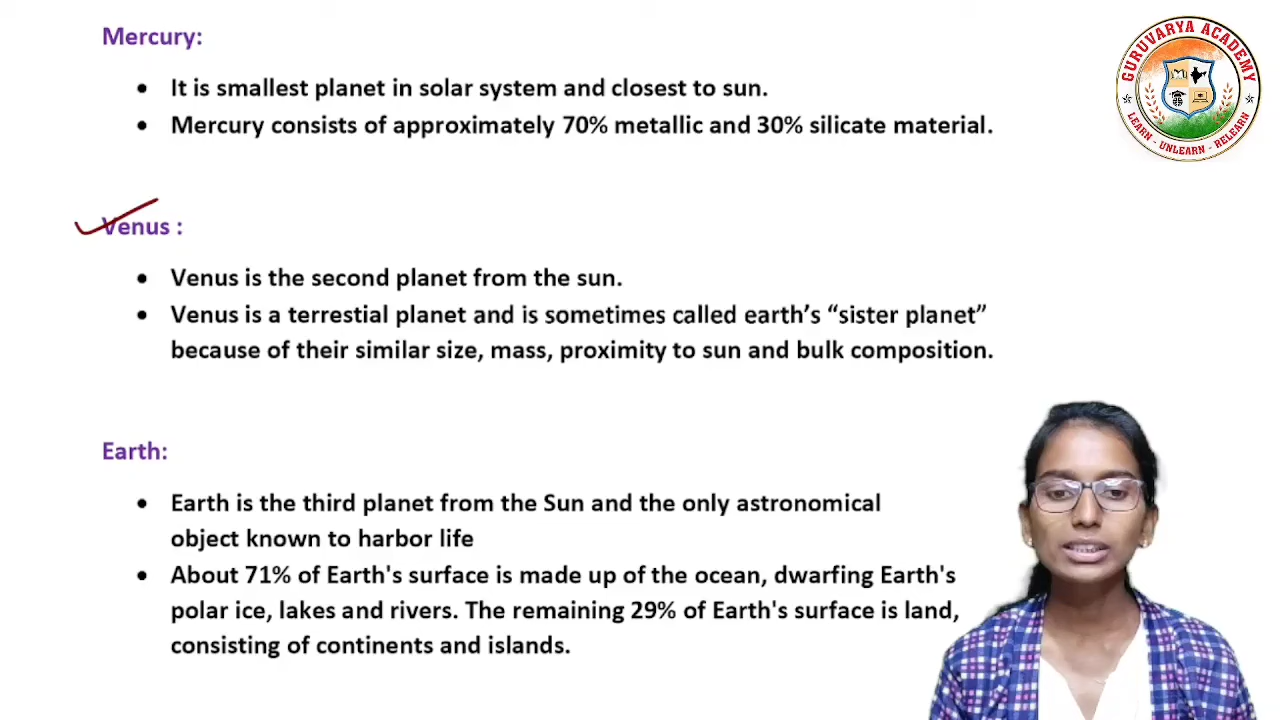 Mercury:
• It is smallest planet in solar system and closest to sun.
• Mercury consists of approximately 70% metallic and 30% silicate material.
Venus :
• Venus is the second planet from the sun.
• Venus is a terrestial planet and is sometimes called earth's “sister planet”
because of their similar size, mass, proximity to sun and bulk composition.
Earth:
• Earth is the third planet from the Sun and the only astronomical
object known to harbor life
• About 71% of Earth's surface is made up of the ocean, dwarfing Earth's
polar ice, lakes and rivers. The remaining 29% of Earth's surface is land,
consisting of continents and islands.
GURUVARYA ACADEMY
LEARN - UNLEARN - RELEARN